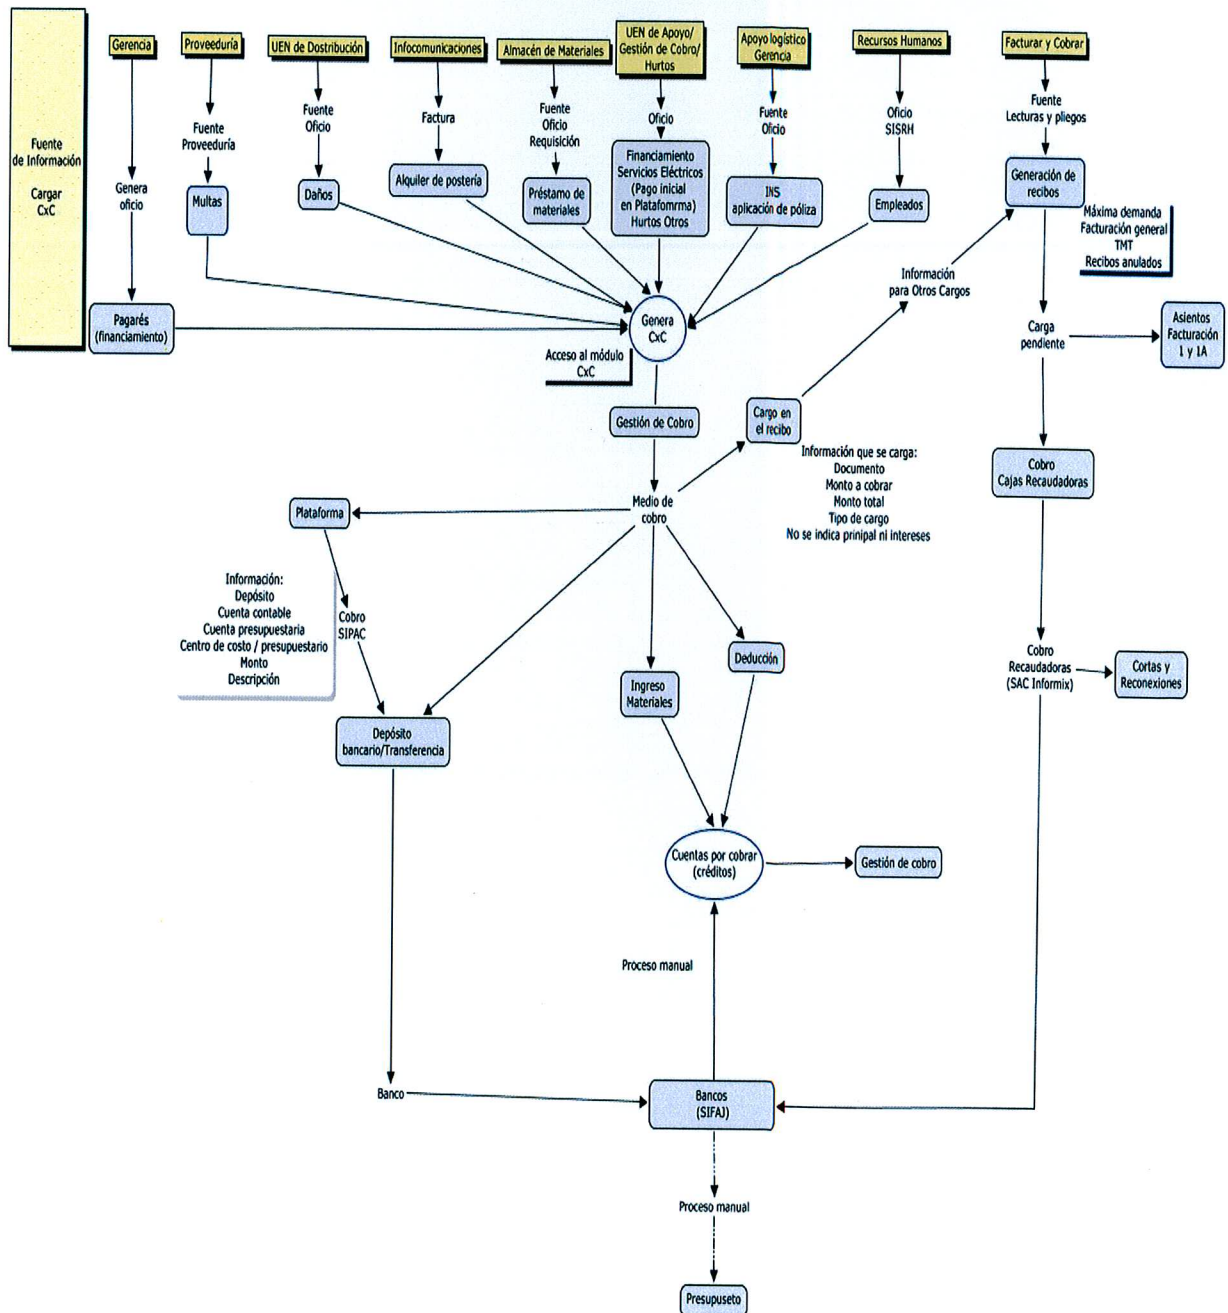 Fuente
de Información
Cargar
CxC
Gerencia
Proveeduría
UEN de Dostribución
Infocomunicaciones
Almacén de Materiales
UEN de Apoyo/
Gestión de Cobro/
Hurtos
Apoyo logístico
Gerencia
Recursos Humanos
Facturar y Cobrar
Genera
oficio
Fuente
Proveeduría
Fuente
Oficio
Factura
Fuente
Oficio
Requisición
Oficio
Fuente
Oficio
Oficio
SISRH
Fuente
Lecturas y pliegos
Pagarés
(financiamiento)
Multas
Daños
Alquiler de postería
Préstamo de
materiales
Financiamiento
Servicios Eléctricos
(Pago inicial
en Platafomrma)
Hurtos Otros
INS
aplicación de póliza
Empleados
Generación de
recibos
Máxima demanda
Facturación general
TMT
Recibos anulados
Información
para Otros Cargos
Genera
CxC
Acceso al módulo
CxC
Carga
pendiente
Asientos
Facturación
1 y 1A
Gestión de Cobro
Cargo en
el recibo
Información que se carga:
Documento
Monto a cobrar
Monto total
Tipo de cargo
No se indica prinipal ni intereses
Cobro
Cajas Recaudadoras
Medio de
cobro
Plataforma
Información:
Depósito
Cuenta contable
Cuenta presupuestaria
Centro de costo / presupuestario
Monto
Descripción
Cobro
SIPAC
Deducción
Ingreso
Materiales
Cobro
Recaudadoras
(SAC Informix)
Cortas y
Reconexiones
Depósito
bancario/Transferencia
Cuentas por cobrar
(créditos)
Gestión de cobro
Proceso manual
Banco
Bancos
(SIFAJ)
Proceso manual
Presupuseto